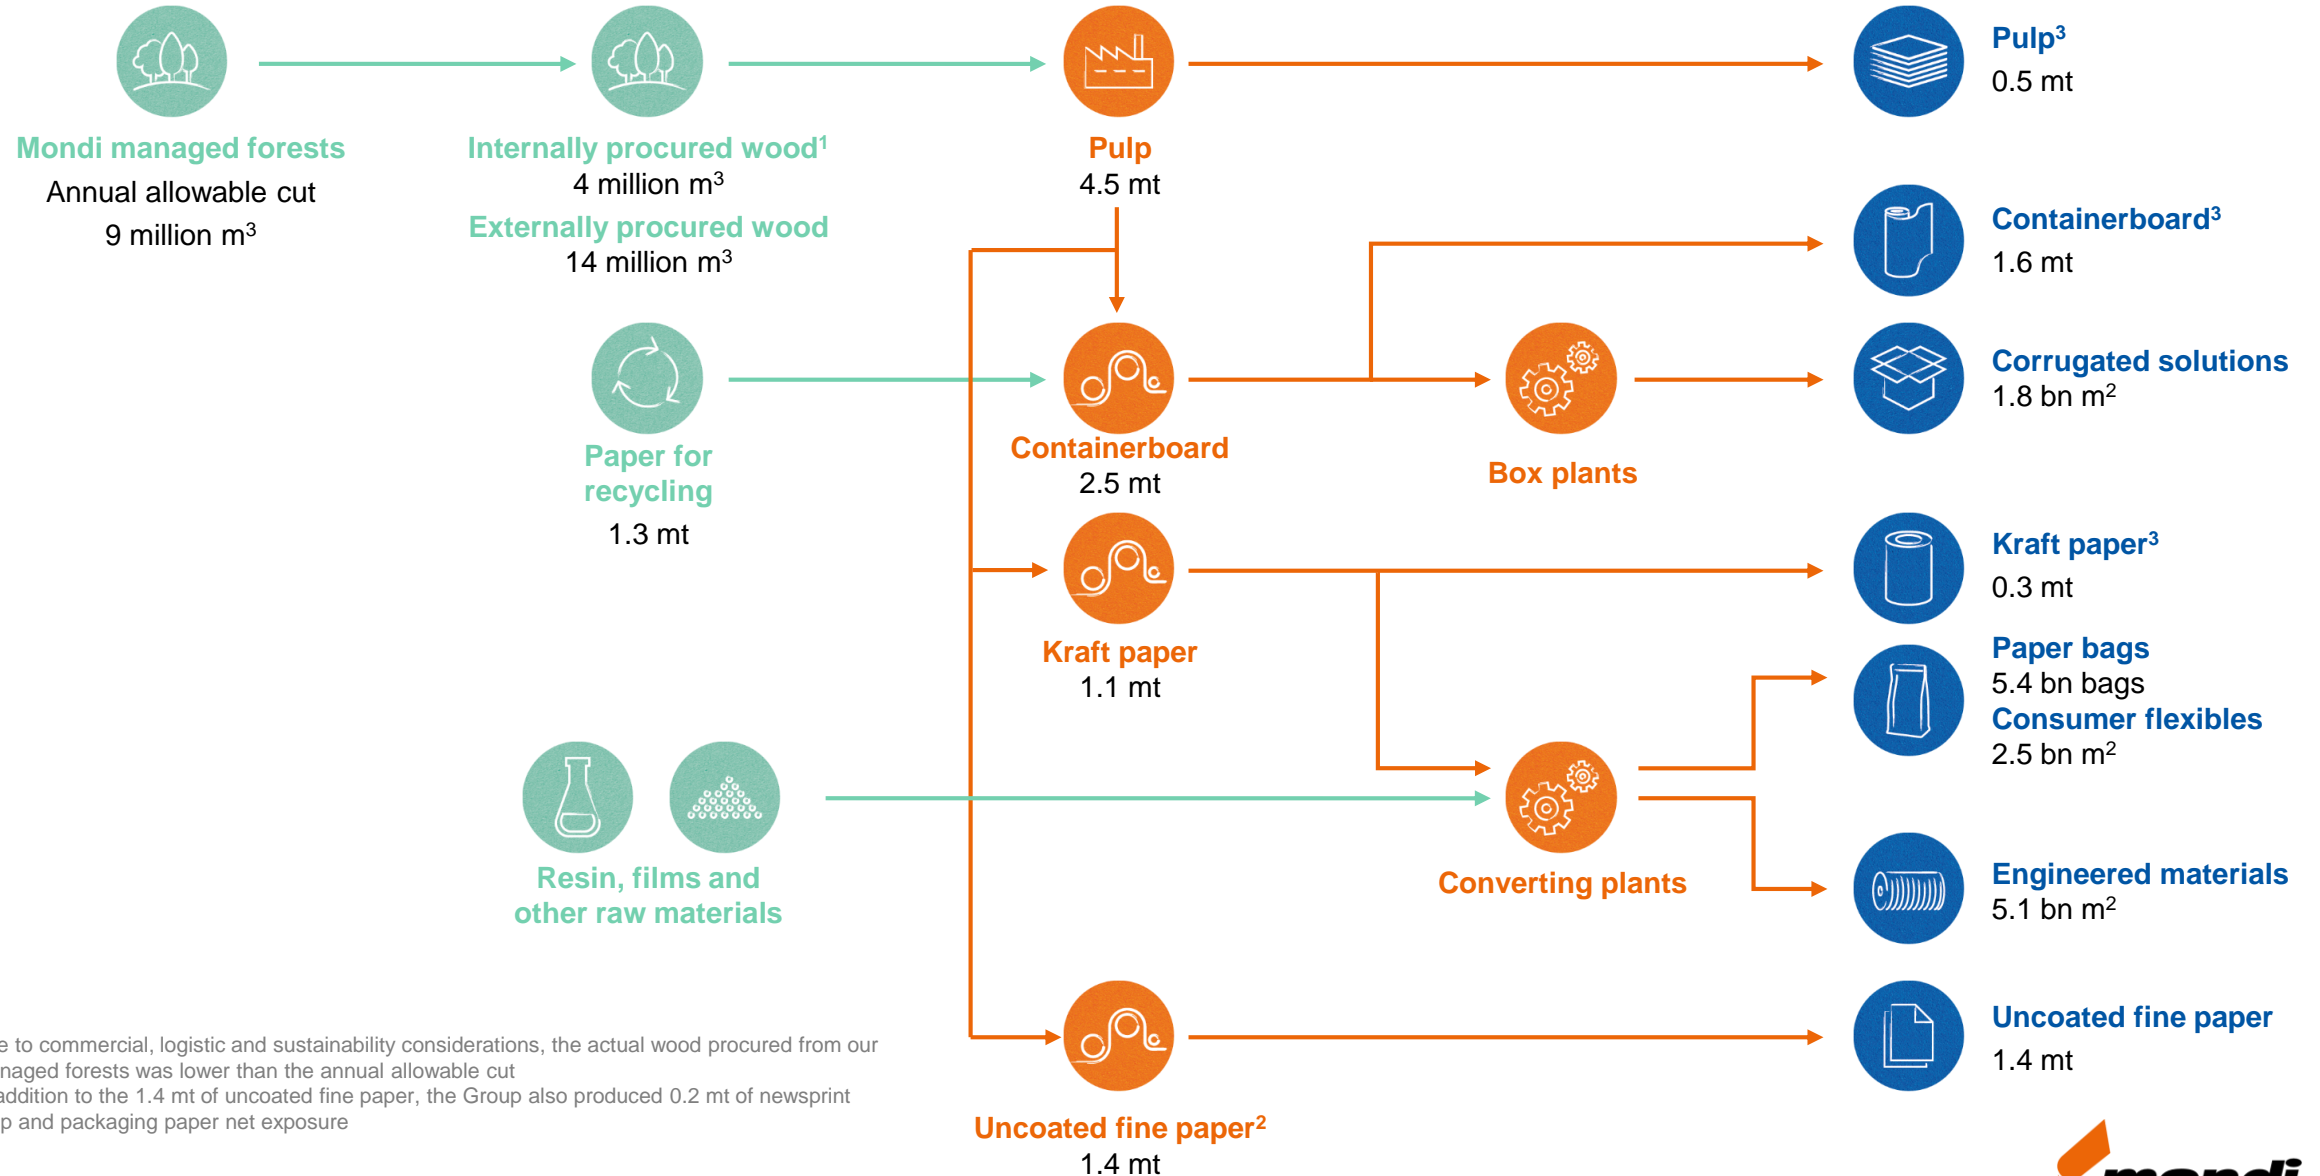 Mondi managed forests
Annual allowable cut
9 million m³
Internally procured wood¹
4 million m³
Externally procured wood
14 million m³
Pulp
4.5 mt
Pulp³
0.5 mt
Containerboard³
1.6 mt
Paper for
recycling
1.3 mt
Containerboard
2.5 mt
Box plants
Corrugated solutions
1.8 bn m²
Kraft paper
1.1 mt
Kraft paper³
0.3 mt
Paper bags
5.4 bn bags
Consumer flexibles
2.5 bn m²
Resin, films and
other raw materials
Converting plants
Engineered materials
5.1 bn m²
Uncoated fine paper²
1.4 mt
Uncoated fine paper
1.4 mt
to commercial, logistic and sustainability considerations, the actual wood procured from our
forests was lower than the annual allowable cut
addition to the 1.4 mt of uncoated fine paper, the Group also produced 0.2 mt of newsprint
and packaging paper net exposure
mondi